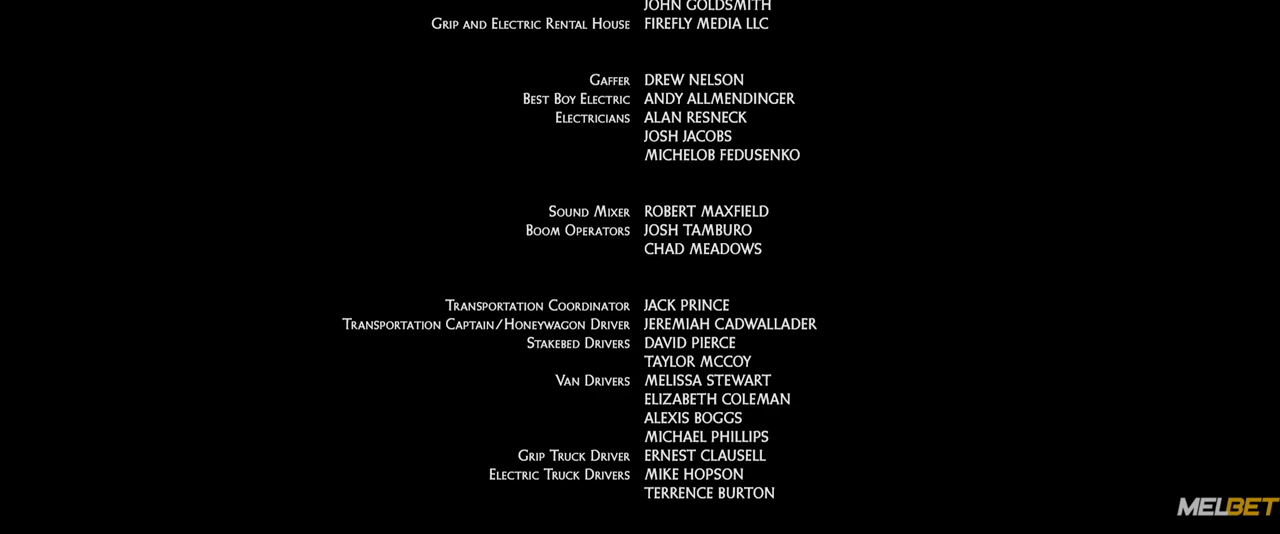 JOHN GOLDSMITH
Grip and Electric Rental House FIREFLY MEDIA LLC
Gaffer DREW NELSON
Best Boy Electric ANDY ALLMENDINGER
Electricians ALAN RESNECK
JOSH JACOBS
MICHELOB FEDUSENKO
Sound Mixer ROBERT MAXFIELD
Boom Operators JOSH TAMBURO
CHAD MEADOWS
Transportation Coordinator JACK PRINCE
Transportation Captain/Honeywagon Driver JEREMIAH CADWALLADER
Stakebed Drivers DAVID PIERCE
TAYLOR MCCOY
Van Drivers MELISSA STEWART
ELIZABETH COLEMAN
ALEXIS BOGGS
MICHAEL PHILLIPS
Grip Truck Driver ERNEST CLAUSELL
Electric Truck Drivers MIKE HOPSON
TERRENCE BURTON
MELBET